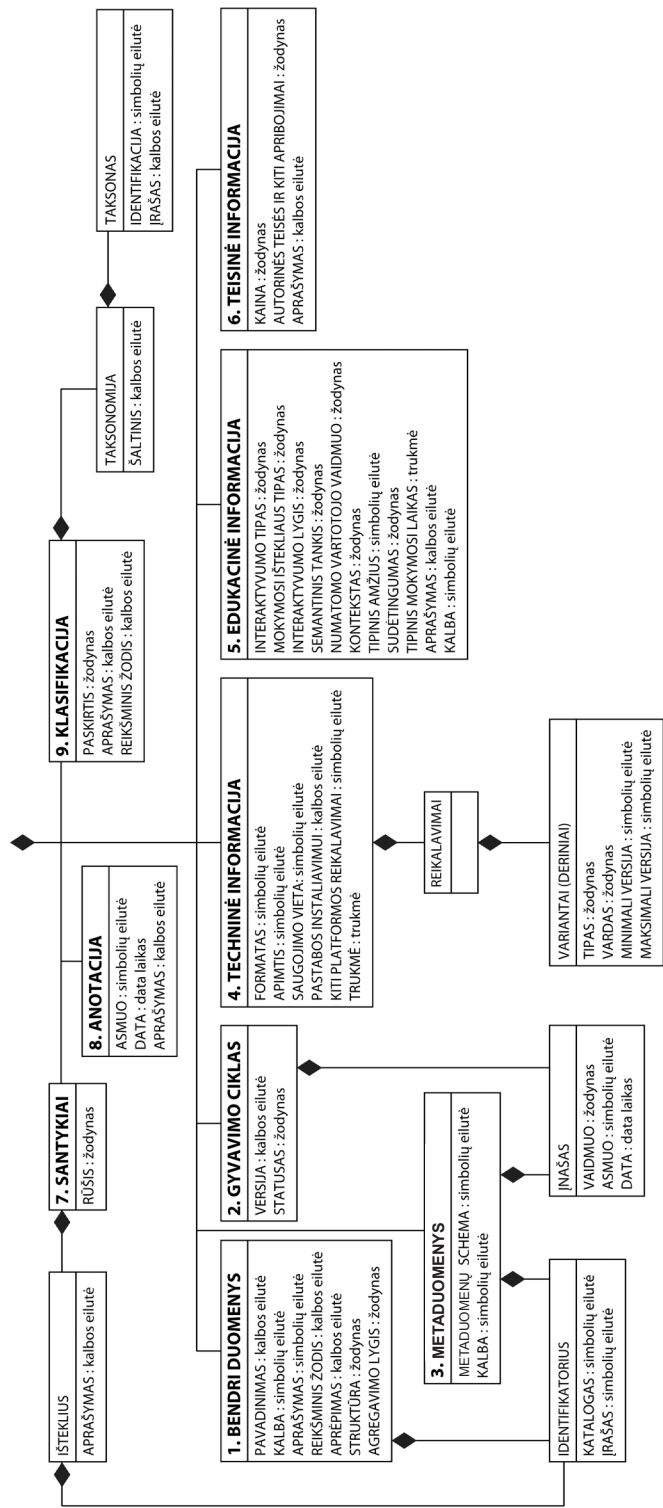 IŠTEKLIUS
APRAŠYMAS : kalbos eilutė
7. SANTYKIAI
RŪŠIS : žodynas
8. ANOTACIJA
ASMUO : simbolių eilutė
DATA : data laikas
APRAŠYMAS : kalbos eilutė
9. KLASIFIKACIJA
PASKIRTIS : žodynas
APRAŠYMAS : kalbos eilutė
REIKŠMINIS ŽODIS : kalbos eilutė
TAKSONOMIJA
ŠALTINIS : kalbos eilutė
TAKSONAS
IDENTIFIKACIJA : simbolių eilutė
ĮRAŠAS : kalbos eilutė
1. BENDRI DUOMENYS
PAVADINIMAS : kalbos eilutė
KALBA : simbolių eilutė
APRAŠYMAS : simbolių eilutė
REIKŠMINIS ŽODIS : kalbos eilutė
APRĖPIMAS : kalbos eilutė
STRUKTŪRA : žodynas
AGREGAVIMO LYGIS : žodynas
2. GYVAVIMO CIKLAS
VERSIJA : kalbos eilutė
STATUSAS : žodynas
3. METADUOMENYS
METADUOMENŲ SCHEMA : simbolių eilutė
KALBA : simbolių eilutė
4. TECHNINĖ INFORMACIJA
FORMATAS : simbolių eilutė
APIMTIS : simbolių eilutė
SAUGOJIMO VIETA: simbolių eilutė
PASTABOS INSTALIAVIMUI : kalbos eilutė
KITI PLATFORMOS REIKALAVIMAI : simbolių eilutė
TRUKMĖ : trukmė
5. EDUKACINĖ INFORMACIJA
INTERAKTYVUMO TIPAS : žodynas
MOKYMOSI IŠTEKLIAUS TIPAS : žodynas
INTERAKTYVUMO LYGIS : žodynas
SEMANTINIS TANKIS : žodynas
NUMATOMO VARTOTOJO VAIDMUO : žodynas
KONTEKSTAS : žodynas
TIPINIS AMŽIUS : simbolių eilutė
SUDĖTINGUMAS : žodynas
TIPINIS MOKYMOSI LAIKAS : trukmė
APRAŠYMAS : kalbos eilutė
KALBA : simbolių eilutė
6. TEISINĖ INFORMACIJA
KAINA : žodynas
AUTORINĖS TEISĖS IR KITI APRIBOJIMAI : žodynas
APRAŠYMAS : kalbos eilutė
IDENTIFIKATORIUS
KATALOGAS : simbolių eilutė
ĮRAŠAS : simbolių eilutė
ĮNAŠAS
VAIDMUO : žodynas
ASMUO : simbolių eilutė
DATA : data laikas
REIKALAVIMAI
VARIANTAI (DERINIAI)
TIPAS : žodynas
VARDAS : žodynas
MINIMALI VERSIJA : simbolių eilutė
MAKSIMALI VERSIJA : simbolių eilutė